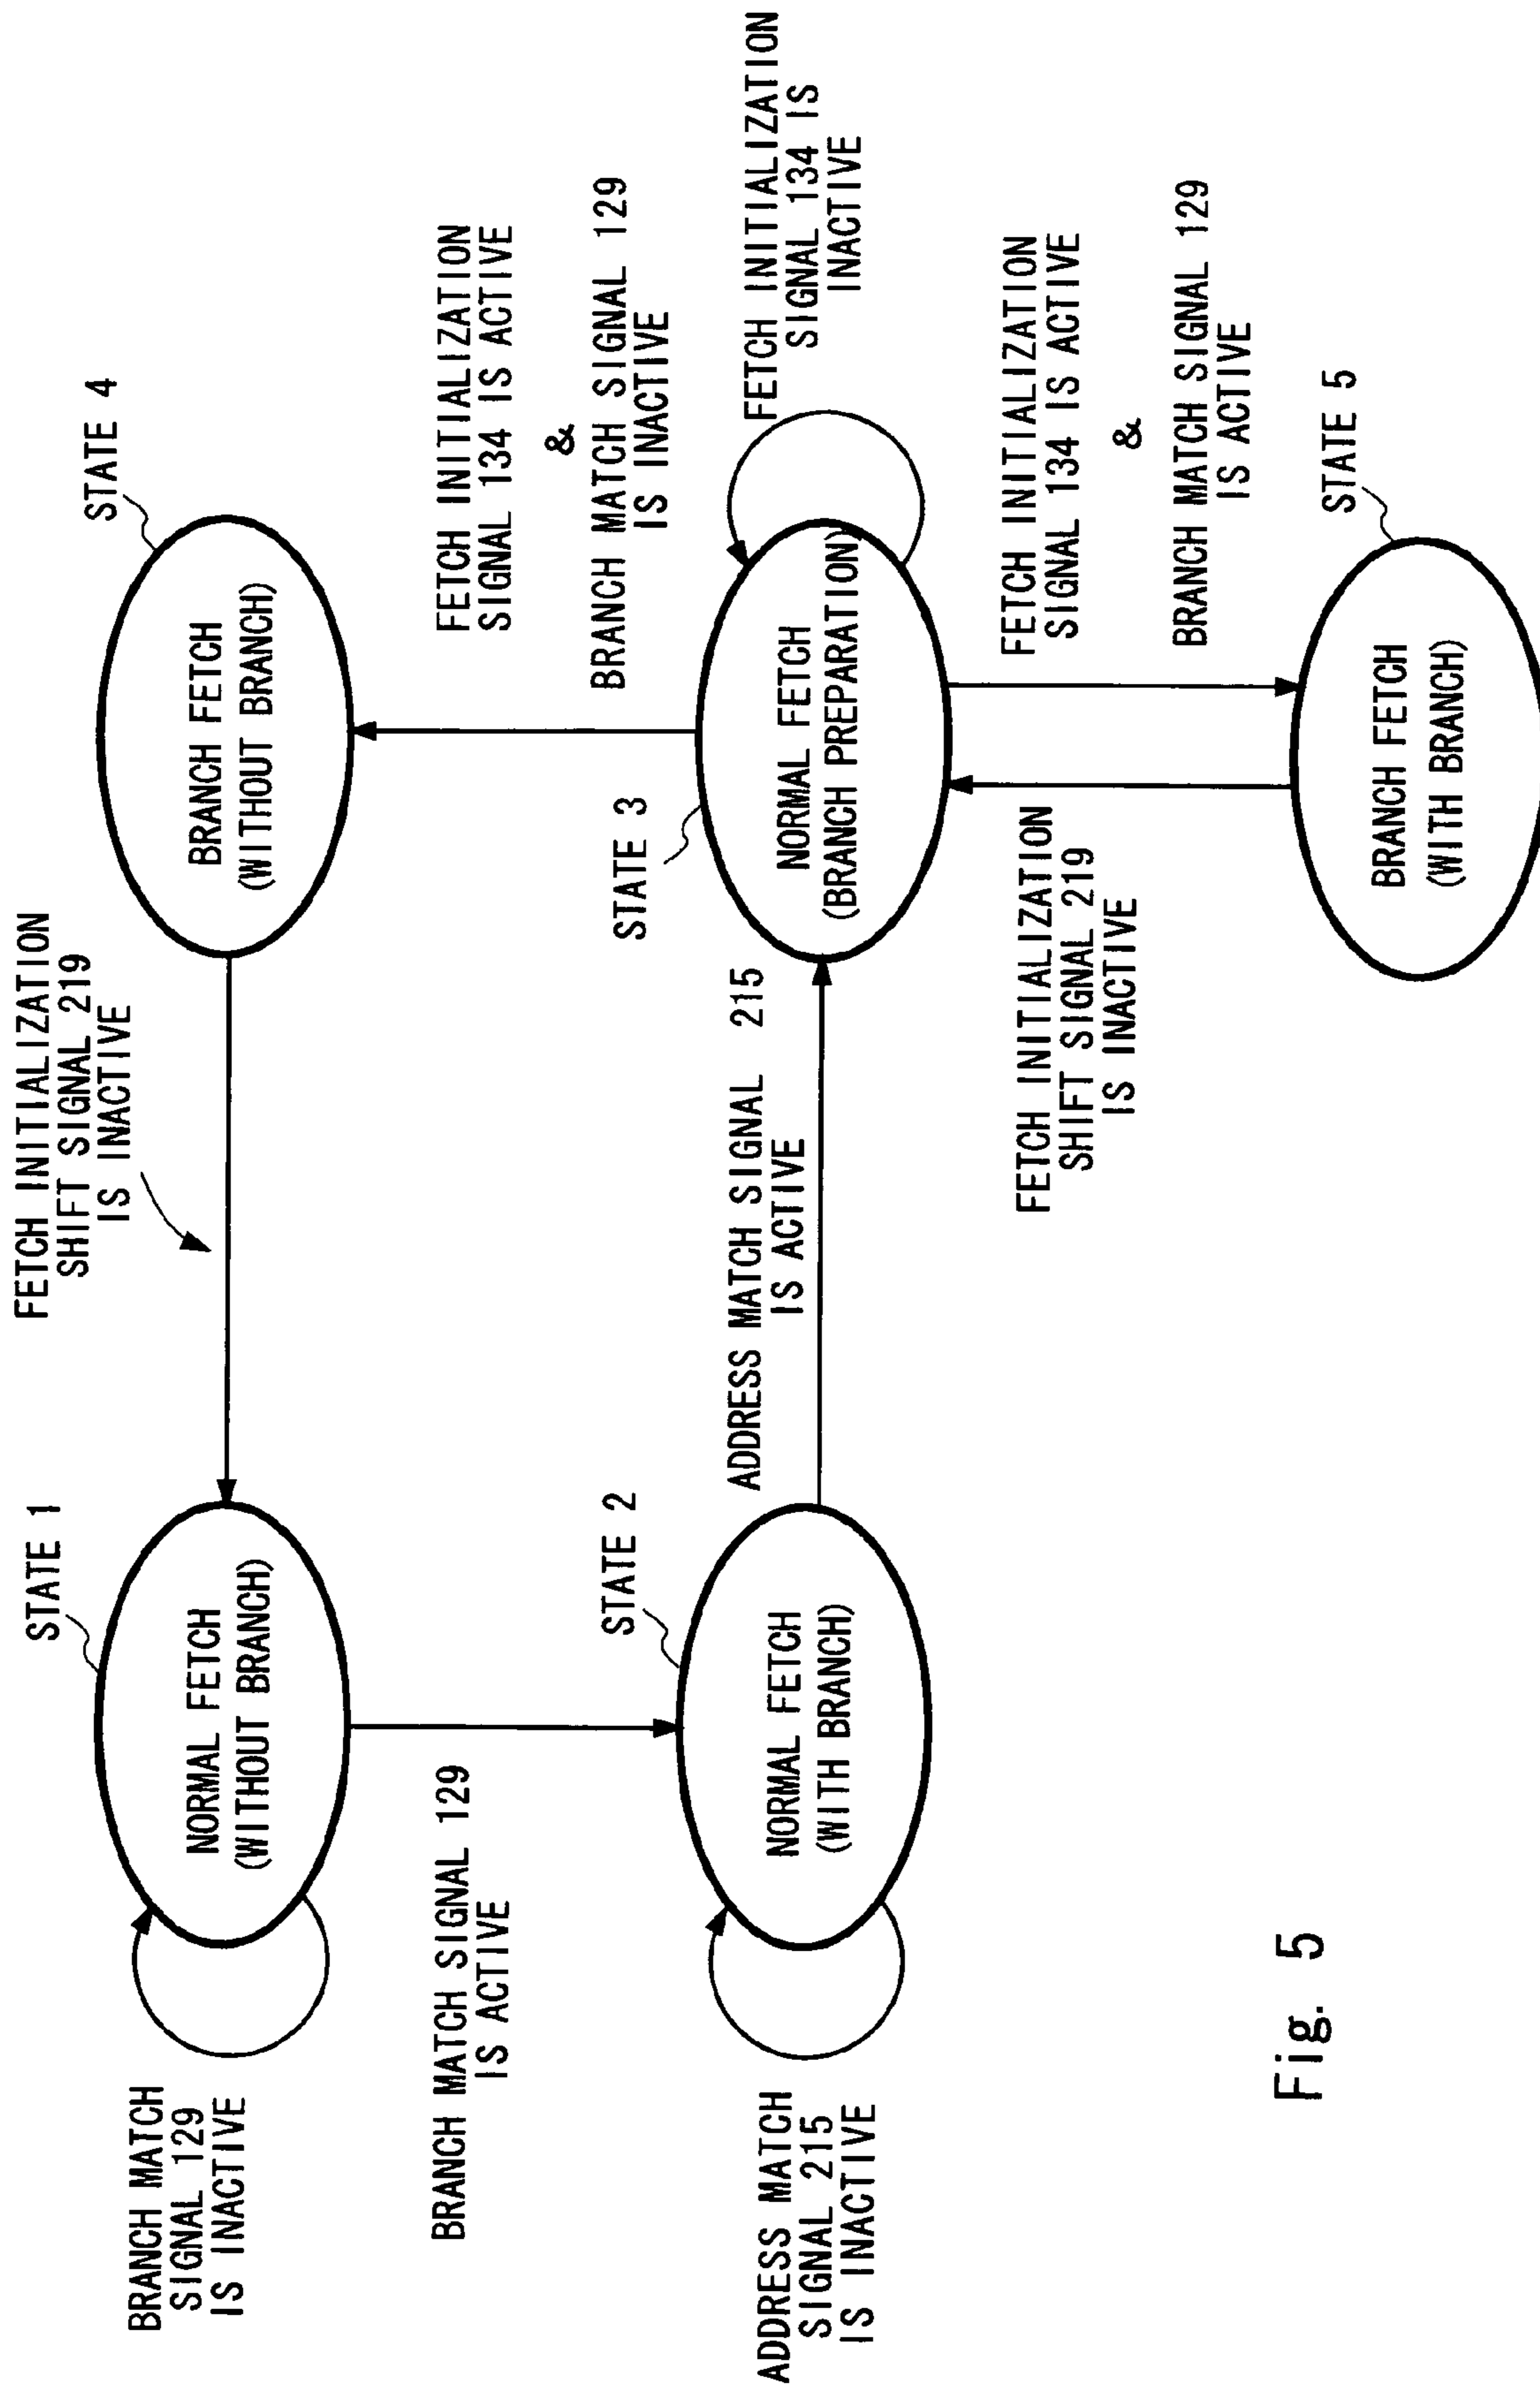 STATE 1
NORMAL FETCH
(WITHOUT BRANCH)
BRANCH MATCH
SIGNAL 129
IS INACTIVE
FETCH INITIALIZATION
SHIFT SIGNAL 219
IS INACTIVE
STATE 4
BRANCH FETCH
(WITHOUT BRANCH)
BRANCH MATCH SIGNAL 129
IS ACTIVE
FETCH INITIALIZATION
SIGNAL 134 IS ACTIVE
&
BRANCH MATCH SIGNAL 129
IS INACTIVE
STATE 2
NORMAL FETCH
(WITH BRANCH)
ADDRESS MATCH
SIGNAL 215
IS INACTIVE
ADDRESS MATCH SIGNAL 215
IS ACTIVE
STATE 3
NORMAL FETCH
(BRANCH PREPARATION)
FETCH INITIALIZATION
SIGNAL 134 IS
INACTIVE
FETCH INITIALIZATION
SHIFT SIGNAL 219
IS INACTIVE
FETCH INITIALIZATION
SIGNAL 134 IS ACTIVE
&
BRANCH MATCH SIGNAL 129
IS ACTIVE
STATE 5
BRANCH FETCH
(WITH BRANCH)
Fig. 5